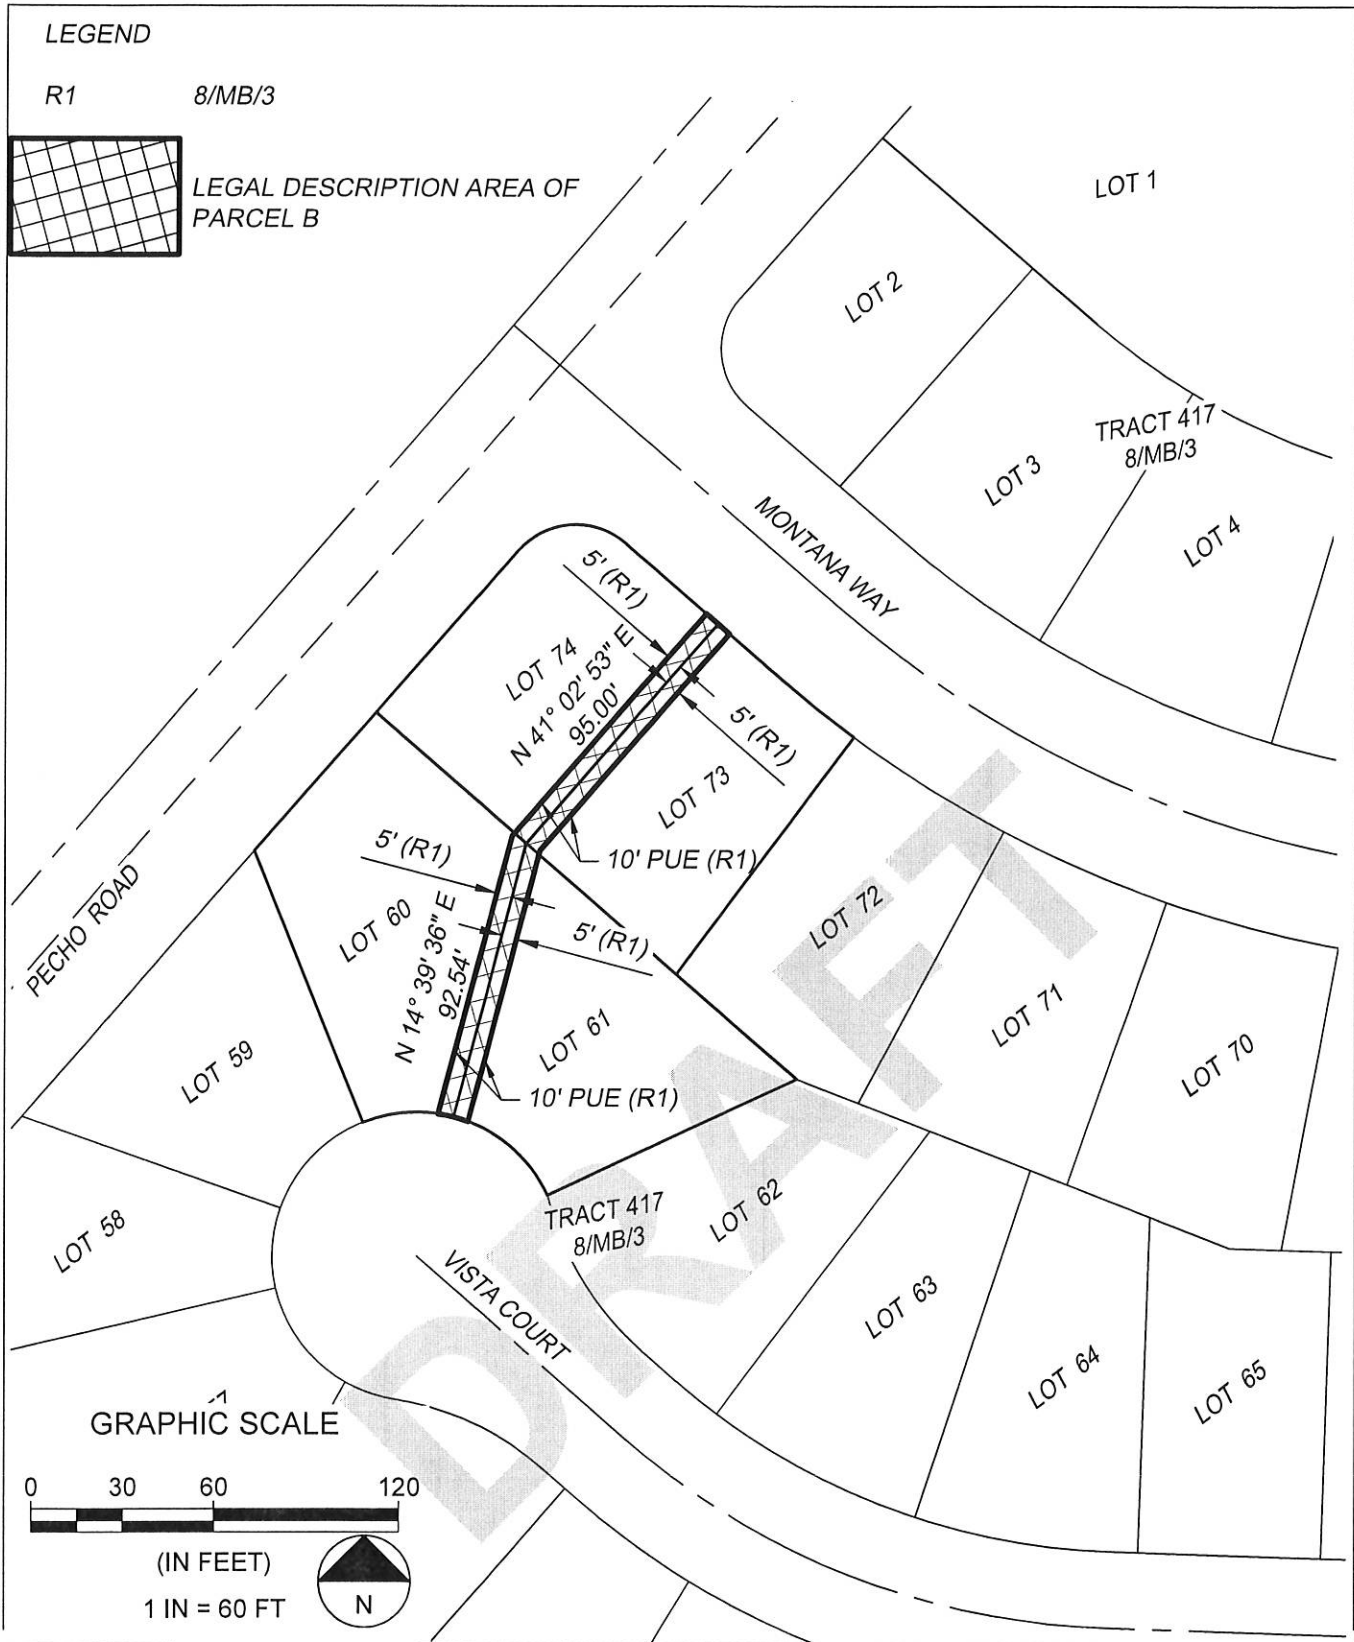 LEGEND
R1 8/MB/3
LEGAL DESCRIPTION AREA OF
PARCEL B
LOT 1
LOT 2
LOT 3
TRACT 417
8/MB/3
LOT 4
MONTANA WAY
5' (R1)
LOT 74
N 41° 02' 53" E
95.00'
5' (R1)
LOT 73
10' PUE (R1)
5' (R1)
LOT 60
N 14° 39' 36" E
92.54'
5' (R1)
LOT 61
10' PUE (R1)
PECHO ROAD
LOT 59
LOT 58
LOT 72
LOT 71
LOT 70
TRACT 417
8/MB/3
LOT 62
VISTA COURT
LOT 63
LOT 64
LOT 65
DRAFT
GRAPHIC SCALE
0 30 60 120
(IN FEET)
1 IN = 60 FT
N